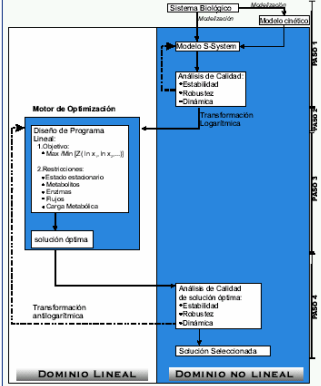 Sistema Biológico
Modelización
Modelización
Modelo cinético
Modelo S-System
PASO 1
Análisis de Calidad:
Estabilidad
Robustez
Dinámica
PASO 2
Transformación
Logarítmica
Motor de Optimización
Diseño de Programa
Lineal:
1.Objetivo:
Max /Min [Z( ln x
2.Restricciones:
Estado estacionario
Metabolitos
Enzimas
Flujos
Carga Metabólica
PASO 3
solución óptima
Análisis de Calidad
de solución óptima:
Estabilidad
Robustez
Dinámica
PASO 4
Transformación
antilogarítmica
Solución Seleccionada
DOMINIO LINEAL
DOMINIO NO LINEAL